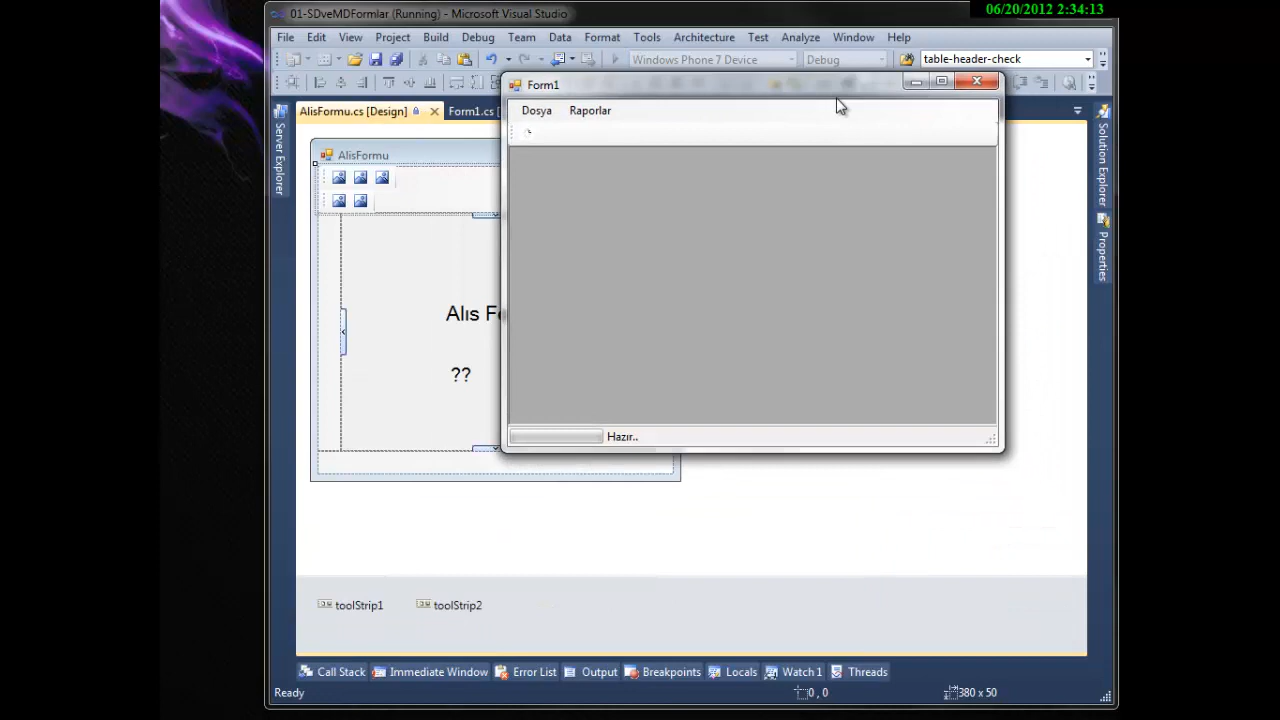 06/20/2012 2:34:13
01-SDveMDFormlar (Running) - Microsoft Visual Studio
File Edit View Project Build Debug Team Data Format Tools Architecture Test Analyze Window Help
Windows Phone 7 Device Debug table-header-check
AlisFormu.cs [Design] Form1.cs [
Form1
Dosya Raporlar
Server Explorer
Solution Explorer
Properties
AlisFormu
Alıs F
??
Hazır..
toolStrip1 toolStrip2
Call Stack Immediate Window Error List Output Breakpoints Locals Watch 1 Threads
Ready 0 , 0 380 x 50